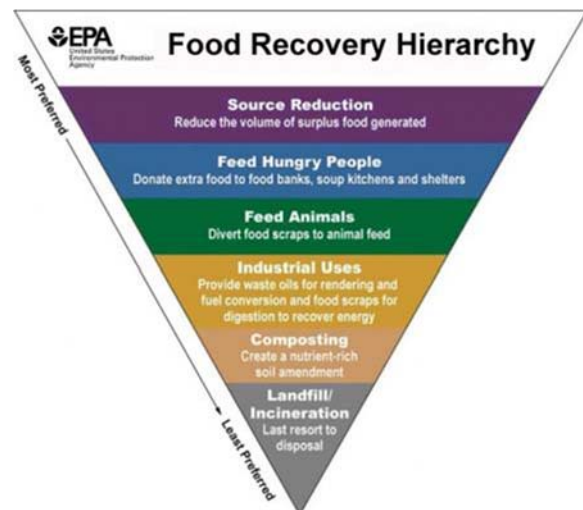 EPA
United States
Environmental Protection
Agency
Food Recovery Hierarchy
Most Preferred
Source Reduction
Reduce the volume of surplus food generated
Feed Hungry People
Donate extra food to food banks, soup kitchens and shelters
Feed Animals
Divert food scraps to animal feed
Industrial Uses
Provide waste oils for rendering and
fuel conversion and food scraps for
digestion to recover energy
Composting
Create a nutrient-rich
soil amendment
Landfill/
Incineration
Last resort to
disposal
Least Preferred